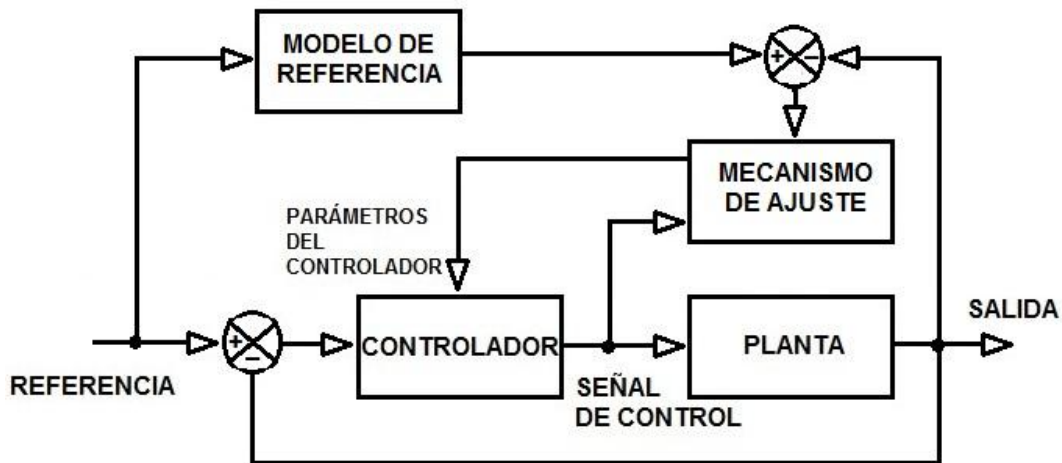 MODELO DE
REFERENCIA
+
−
MECANISMO
DE AJUSTE
PARÁMETROS
DEL
CONTROLADOR
SALIDA
+
−
CONTROLADOR
PLANTA
REFERENCIA
SEÑAL
DE CONTROL